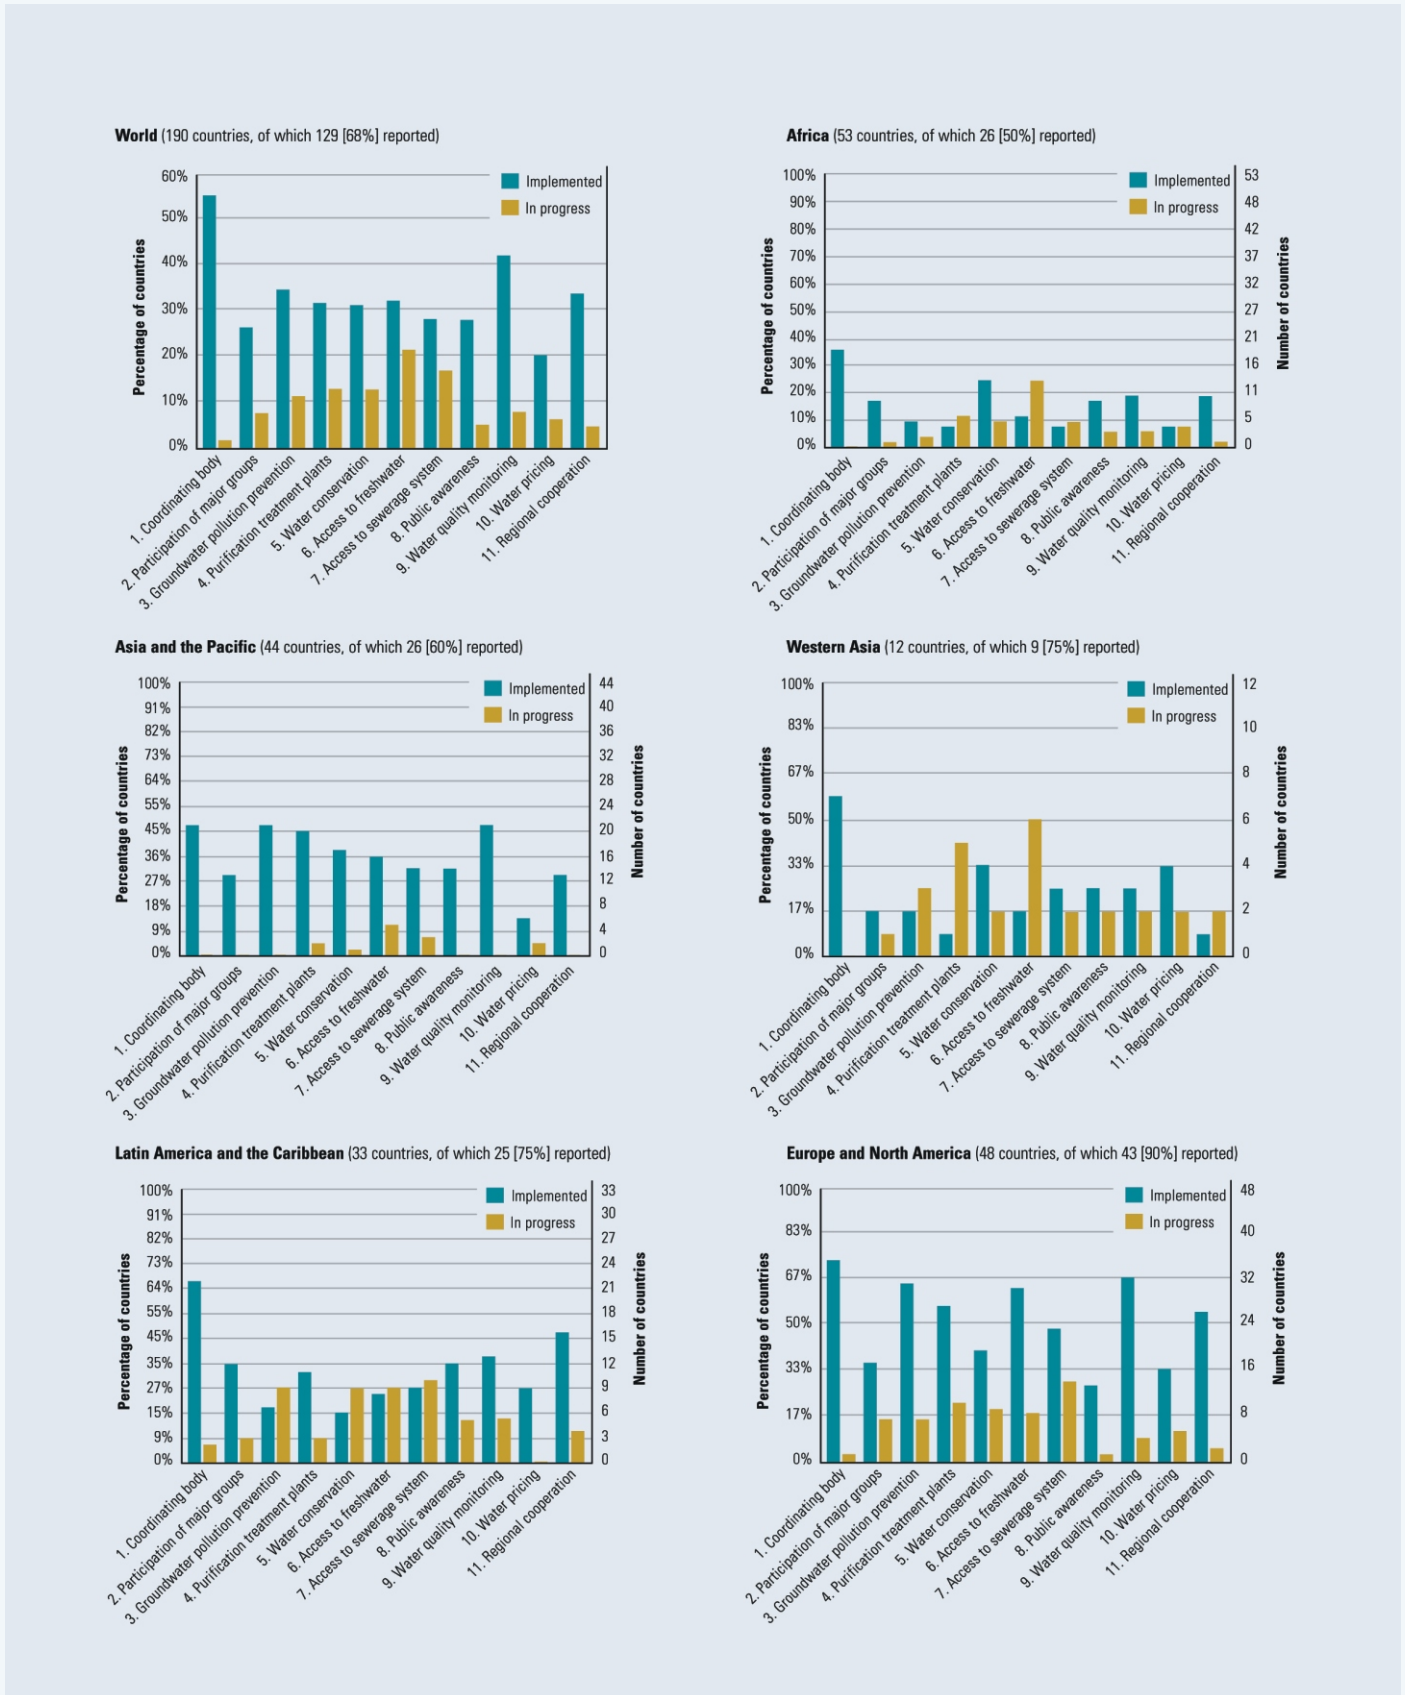 World (190 countries, of which 129 [68%] reported)
60%
50%
40%
30%
20%
10%
0%
Percentage of countries
Implemented
In progress
1. Coordinating body
2. Participation of major groups
3. Groundwater pollution prevention
4. Purification treatment plants
5. Water conservation
6. Access to freshwater
7. Access to sewerage system
8. Public awareness
9. Water quality monitoring
10. Water pricing
11. Regional cooperation
Africa (53 countries, of which 26 [50%] reported)
100%
90%
80%
70%
60%
50%
40%
30%
20%
10%
0%
Percentage of countries
Implemented
In progress
53
48
42
37
32
27
21
16
11
5
0
Number of countries
1. Coordinating body
2. Participation of major groups
3. Groundwater pollution prevention
4. Purification treatment plants
5. Water conservation
6. Access to freshwater
7. Access to sewerage system
8. Public awareness
9. Water quality monitoring
10. Water pricing
11. Regional cooperation
Asia and the Pacific (44 countries, of which 26 [60%] reported)
100%
91%
82%
73%
64%
55%
45%
36%
27%
18%
9%
0%
Percentage of countries
Implemented
In progress
44
40
36
32
28
24
20
16
12
8
4
0
Number of countries
1. Coordinating body
2. Participation of major groups
3. Groundwater pollution prevention
4. Purification treatment plants
5. Water conservation
6. Access to freshwater
7. Access to sewerage system
8. Public awareness
9. Water quality monitoring
10. Water pricing
11. Regional cooperation
Western Asia (12 countries, of which 9 [75%] reported)
100%
83%
67%
50%
33%
17%
0%
Percentage of countries
Implemented
In progress
12
10
8
6
4
2
0
Number of countries
1. Coordinating body
2. Participation of major groups
3. Groundwater pollution prevention
4. Purification treatment plants
5. Water conservation
6. Access to freshwater
7. Access to sewerage system
8. Public awareness
9. Water quality monitoring
10. Water pricing
11. Regional cooperation
Latin America and the Caribbean (33 countries, of which 25 [75%] reported)
100%
91%
82%
73%
64%
55%
45%
35%
27%
15%
9%
0%
Percentage of countries
Implemented
In progress
33
30
27
24
21
18
15
12
9
6
3
0
Number of countries
1. Coordinating body
2. Participation of major groups
3. Groundwater pollution prevention
4. Purification treatment plants
5. Water conservation
6. Access to freshwater
7. Access to sewerage system
8. Public awareness
9. Water quality monitoring
10. Water pricing
11. Regional cooperation
Europe and North America (48 countries, of which 43 [90%] reported)
100%
83%
67%
50%
33%
17%
0%
Percentage of countries
Implemented
In progress
48
40
32
24
16
8
0
Number of countries
1. Coordinating body
2. Participation of major groups
3. Groundwater pollution prevention
4. Purification treatment plants
5. Water conservation
6. Access to freshwater
7. Access to sewerage system
8. Public awareness
9. Water quality monitoring
10. Water pricing
11. Regional cooperation